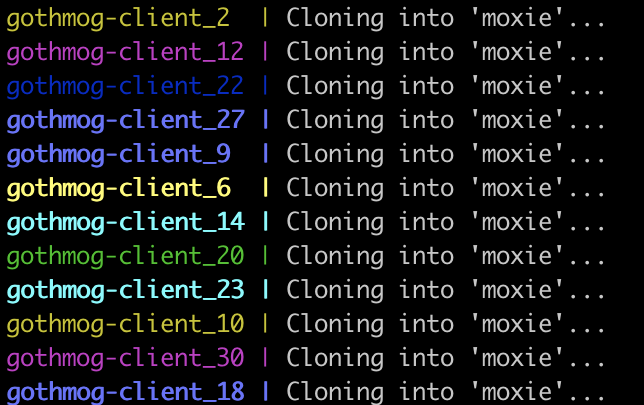 gothmog-client_2  | Cloning into 'moxie'...
gothmog-client_12 | Cloning into 'moxie'...
gothmog-client_22 | Cloning into 'moxie'...
gothmog-client_27 | Cloning into 'moxie'...
gothmog-client_9  | Cloning into 'moxie'...
gothmog-client_6  | Cloning into 'moxie'...
gothmog-client_14 | Cloning into 'moxie'...
gothmog-client_20 | Cloning into 'moxie'...
gothmog-client_23 | Cloning into 'moxie'...
gothmog-client_10 | Cloning into 'moxie'...
gothmog-client_30 | Cloning into 'moxie'...
gothmog-client_18 | Cloning into 'moxie'...